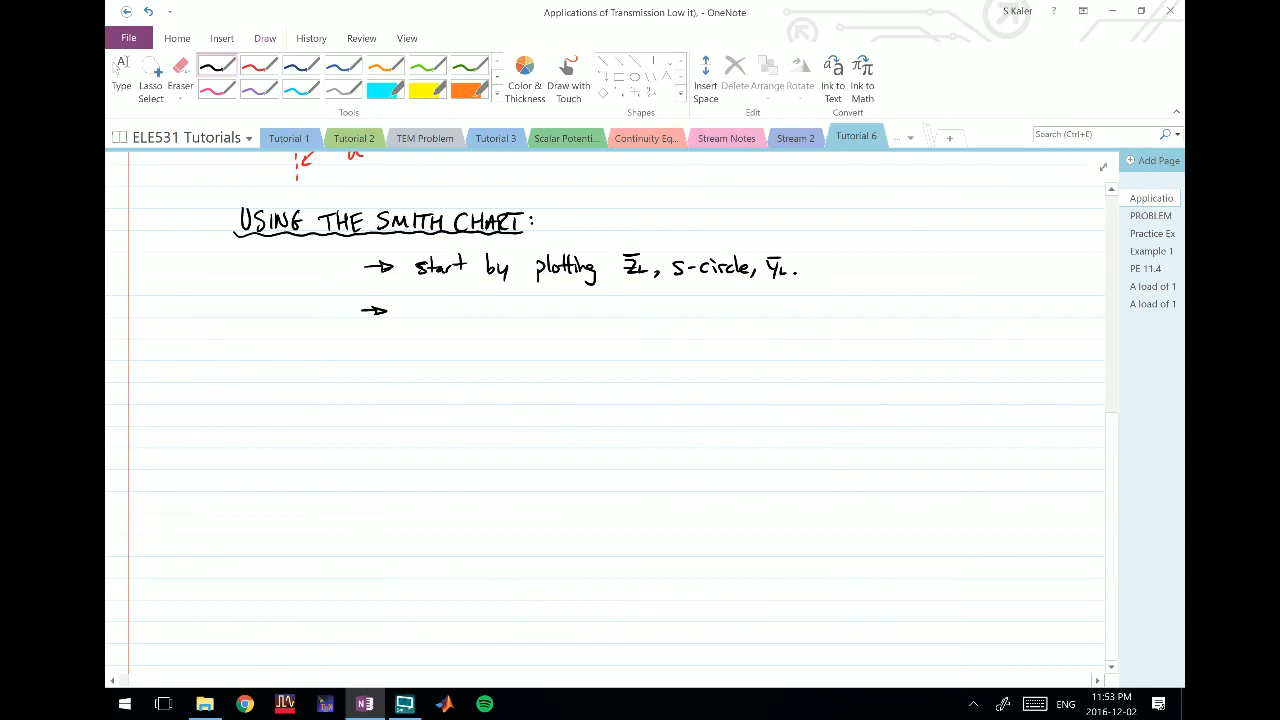 Applications of Transmission Low it), - OneNote
S Kaler
?
File Home Insert Draw History Review View
Type
Lasso Select
Eraser
Color & Thickness
Draw with Touch
Insert Space
Delete
Arrange
Rotate
Ink to Text
Ink to Math
Tools
Shapes
Edit
Convert
ELE531 Tutorials
Tutorial 1
Tutorial 2
TEM Problem
Tutorial 3
Scalar Potenti...
Continuity Eq...
Stream Notes
Stream 2
Tutorial 6
...
Search (Ctrl+E)
Add Page
Applicatio
PROBLEM
Practice Ex
Example 1
PE 11.4
A load of 1
A load of 1
USING THE SMITH CHART:
→ start by plotting z̄L, s-circle, ȳL.
→
ENG
11:53 PM
2016-12-02